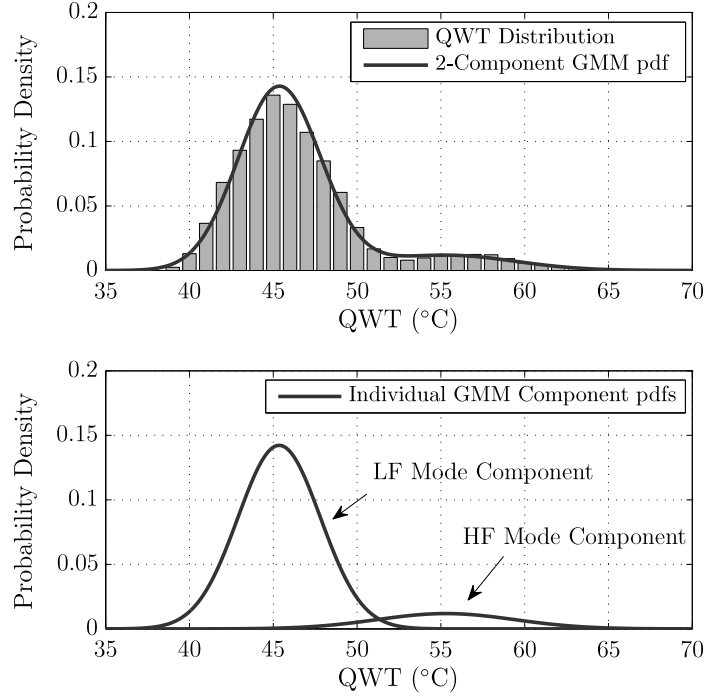 0.2
0.15
0.1
0.05
0
Probability Density
QWT Distribution
2-Component GMM pdf
35 40 45 50 55 60 65 70
QWT (°C)
0.2
0.15
0.1
0.05
0
Probability Density
Individual GMM Component pdfs
LF Mode Component
HF Mode Component
35 40 45 50 55 60 65 70
QWT (°C)